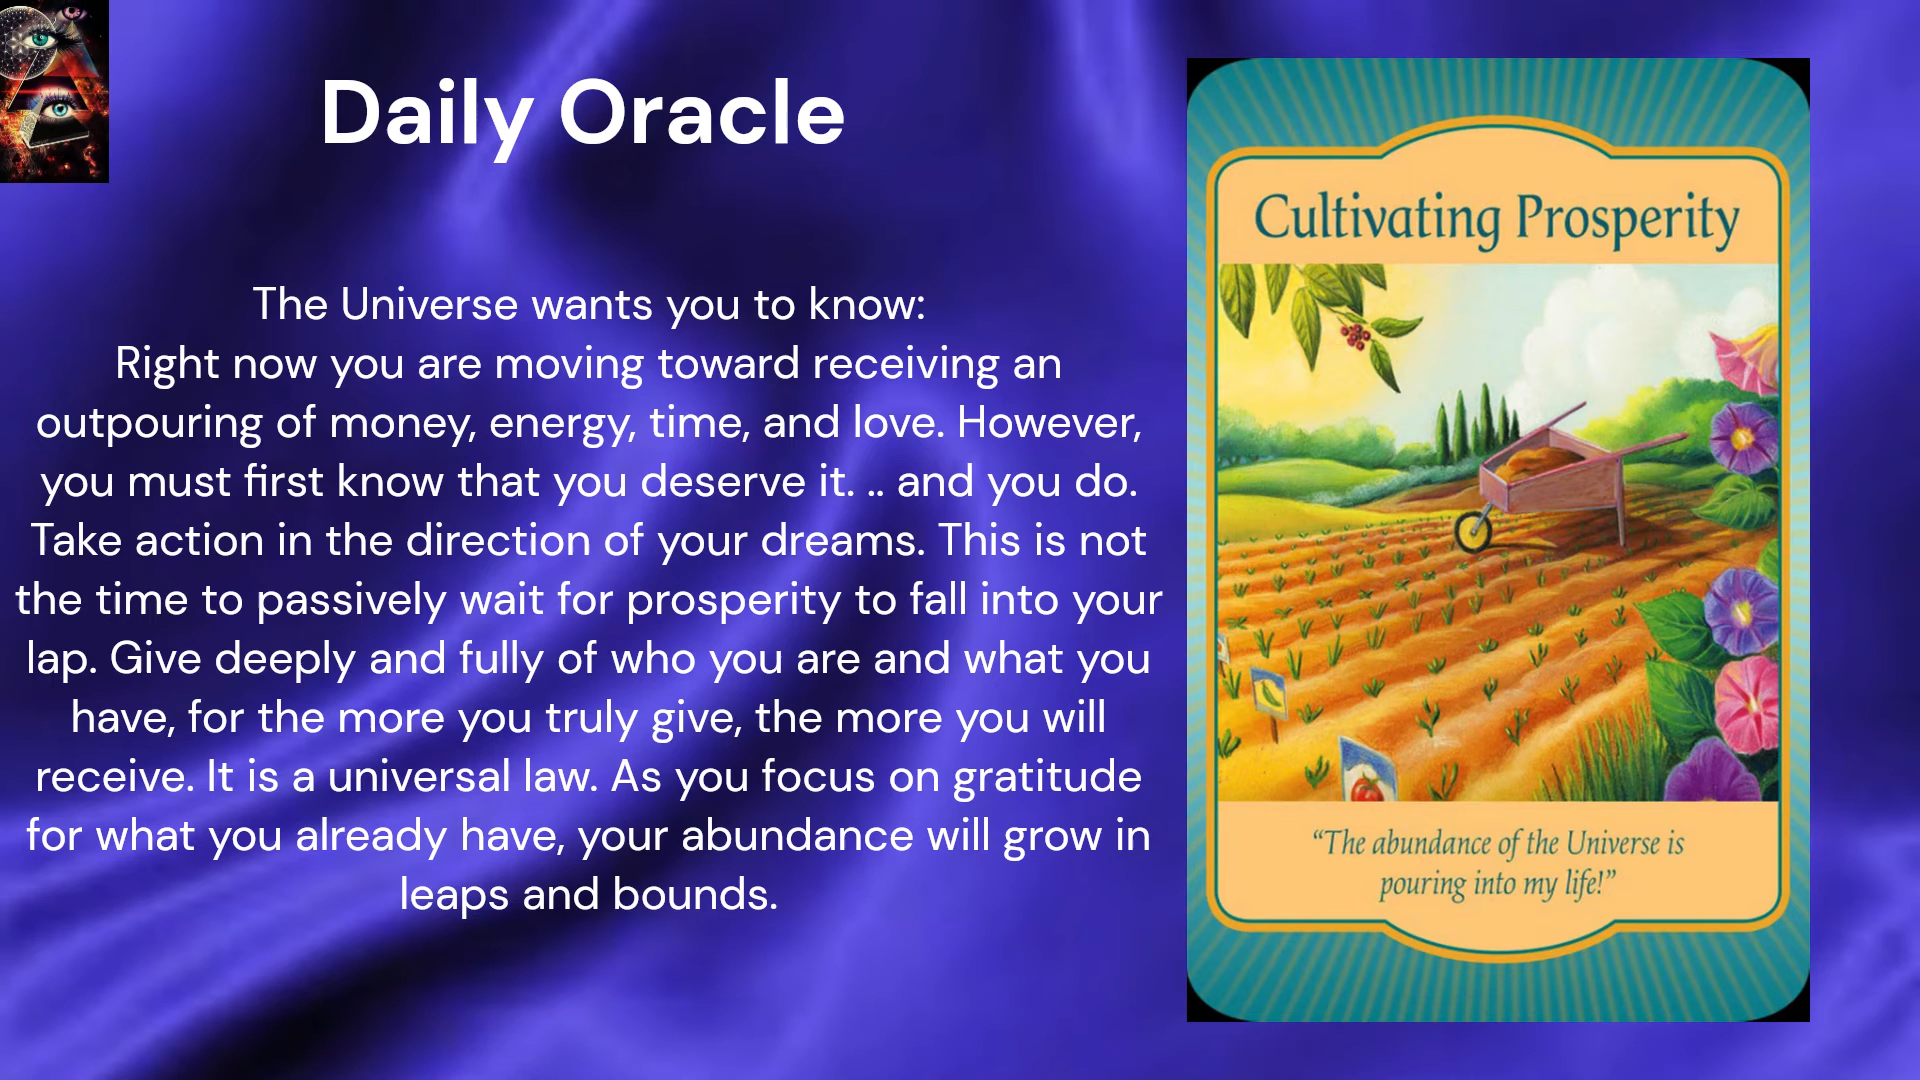 Daily Oracle
The Universe wants you to know:
Right now you are moving toward receiving an
outpouring of money, energy, time, and love. However,
you must first know that you deserve it. .. and you do.
Take action in the direction of your dreams. This is not
the time to passively wait for prosperity to fall into your
lap. Give deeply and fully of who you are and what you
have, for the more you truly give, the more you will
receive. It is a universal law. As you focus on gratitude
for what you already have, your abundance will grow in
leaps and bounds.
Cultivating Prosperity
“The abundance of the Universe is
pouring into my life!”